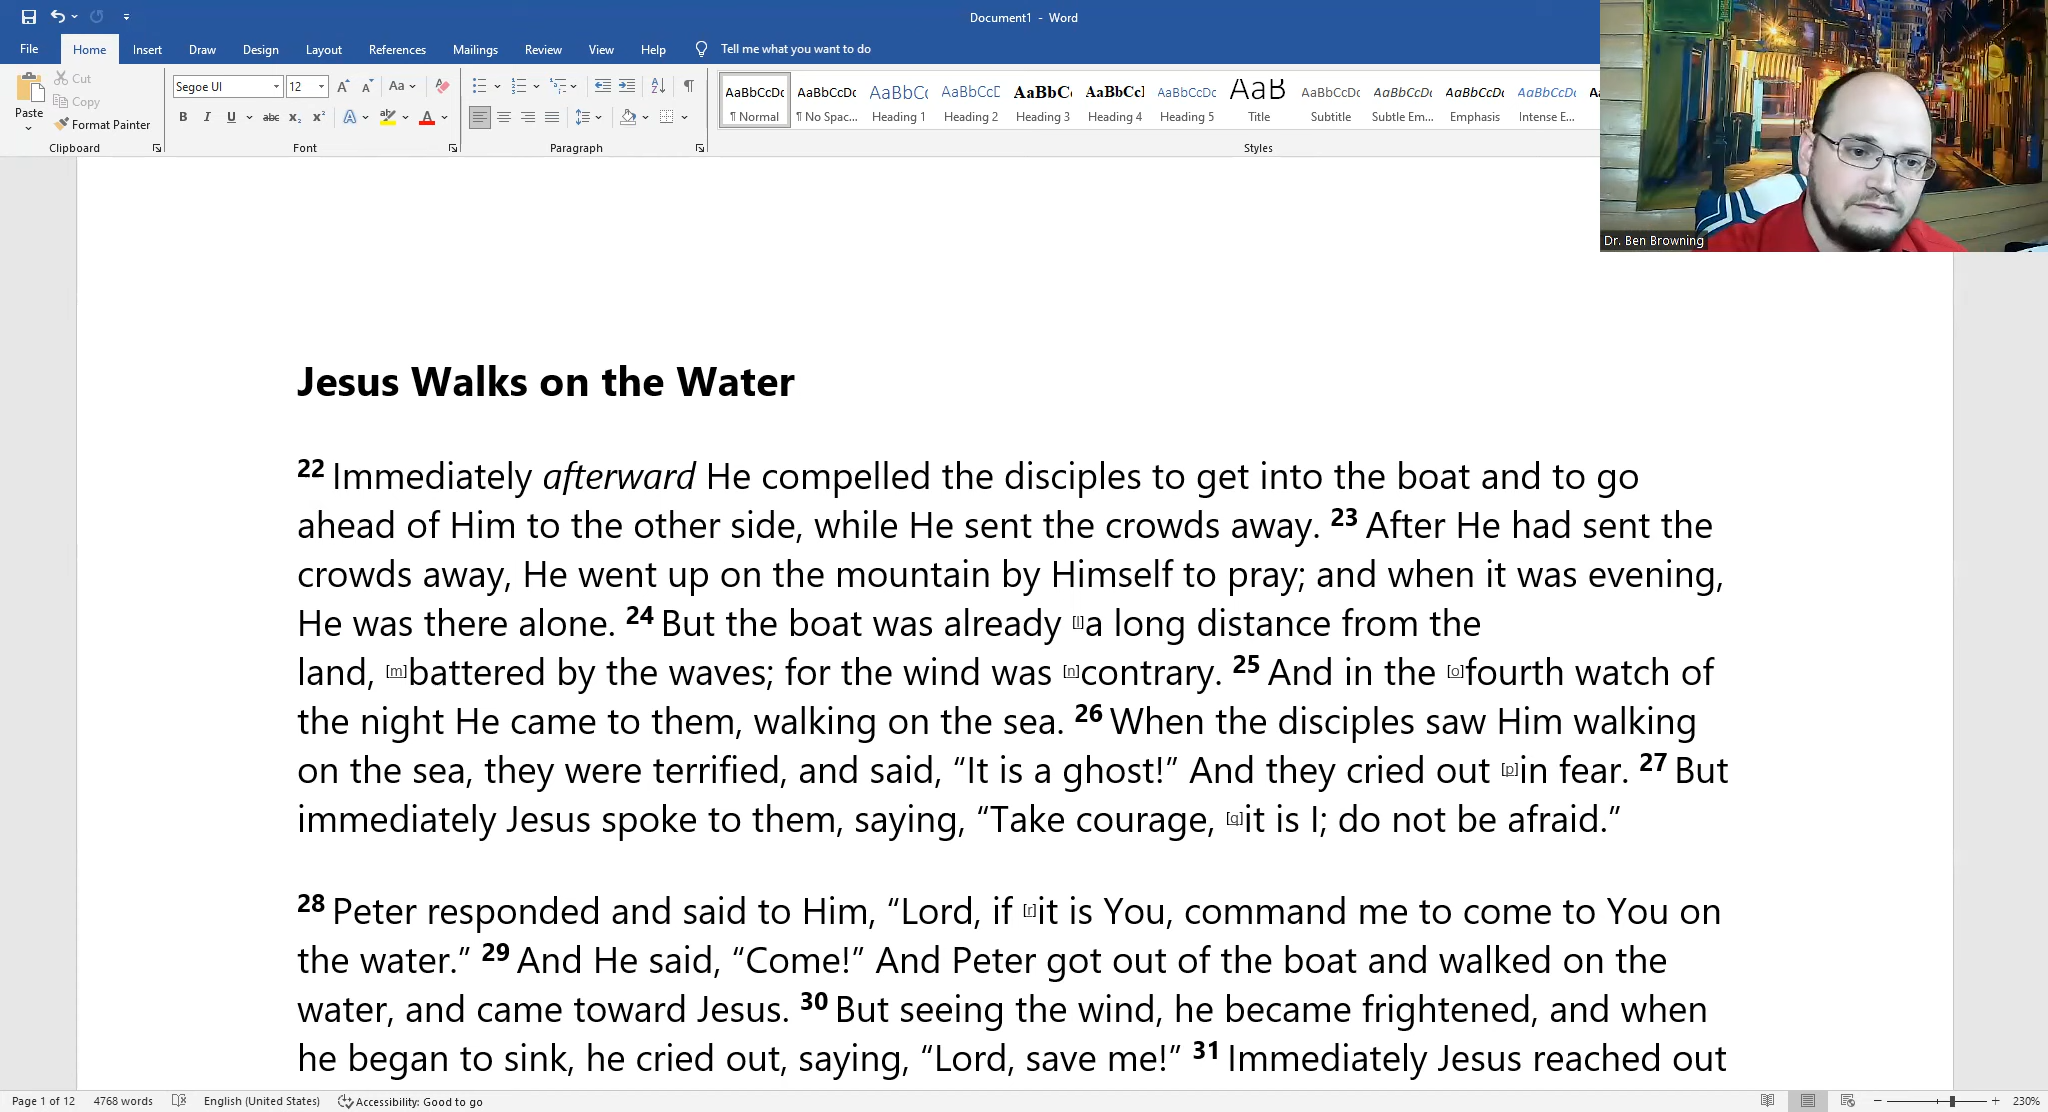 Document1 - Word
File Home Insert Draw Design Layout References Mailings Review View Help Tell me what you want to do
Paste
Cut
Copy
Format Painter
Clipboard
Segoe UI 12
Font
Paragraph
AaBbCcDc AaBbCcDc AaBbC AaBbCcD AaBbC AaBbCc AaBbCcDc AaB AaBbCcDc AaBbCcDc AaBbCcDc AaBbCcDc
¶ Normal ¶ No Spac... Heading 1 Heading 2 Heading 3 Heading 4 Heading 5 Title Subtitle Subtle Em... Emphasis Intense E...
Styles
Dr. Ben Browning
Jesus Walks on the Water
22 Immediately afterward He compelled the disciples to get into the boat and to go
ahead of Him to the other side, while He sent the crowds away. 23 After He had sent the
crowds away, He went up on the mountain by Himself to pray; and when it was evening,
He was there alone. 24 But the boat was already [l]a long distance from the
land, [m]battered by the waves; for the wind was [n]contrary. 25 And in the [o]fourth watch of
the night He came to them, walking on the sea. 26 When the disciples saw Him walking
on the sea, they were terrified, and said, “It is a ghost!” And they cried out [p]in fear. 27 But
immediately Jesus spoke to them, saying, “Take courage, [q]it is I; do not be afraid.”
28 Peter responded and said to Him, “Lord, if [r]it is You, command me to come to You on
the water.” 29 And He said, “Come!” And Peter got out of the boat and walked on the
water, and came toward Jesus. 30 But seeing the wind, he became frightened, and when
he began to sink, he cried out, saying, “Lord, save me!” 31 Immediately Jesus reached out
Page 1 of 12 4768 words English (United States) Accessibility: Good to go 230%